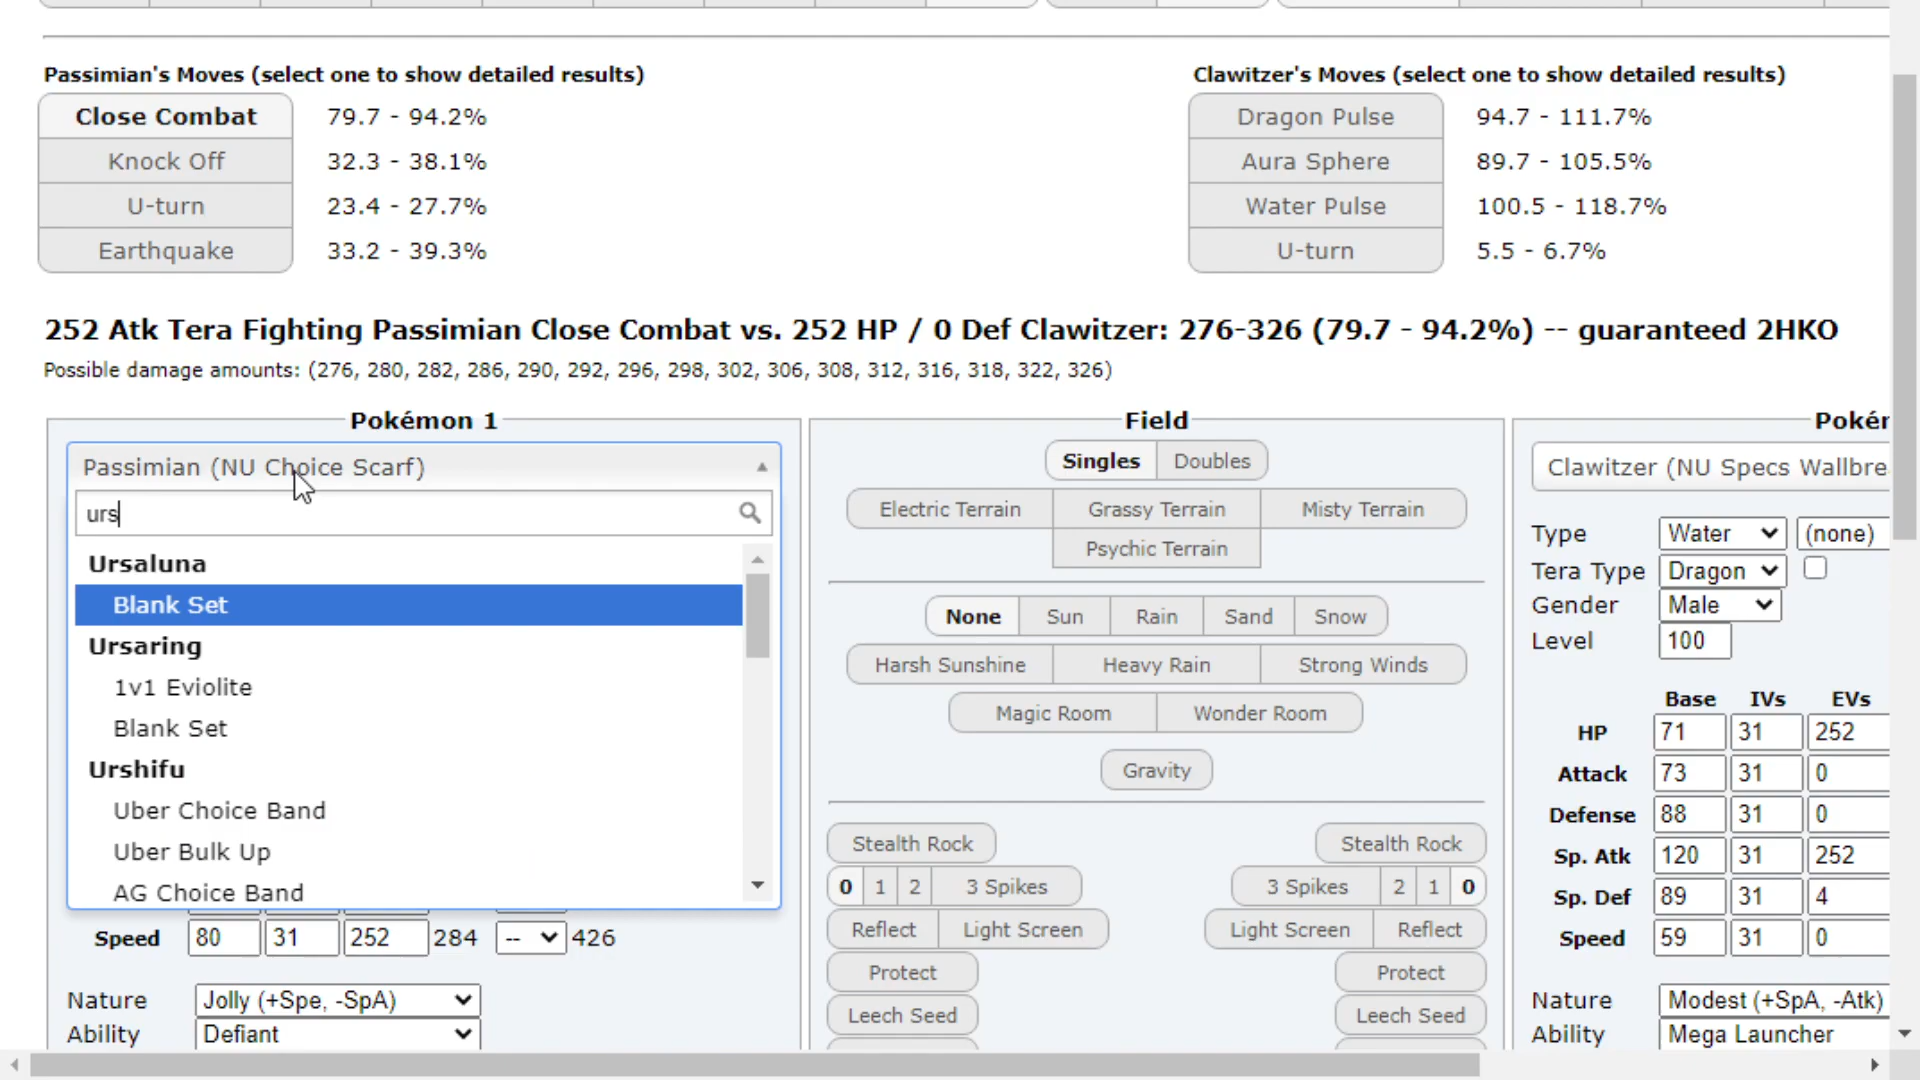 Passimian's Moves (select one to show detailed results)
Close Combat 79.7 - 94.2%
Knock Off 32.3 - 38.1%
U-turn 23.4 - 27.7%
Earthquake 33.2 - 39.3%
Clawitzer's Moves (select one to show detailed results)
Dragon Pulse 94.7 - 111.7%
Aura Sphere 89.7 - 105.5%
Water Pulse 100.5 - 118.7%
U-turn 5.5 - 6.7%
252 Atk Tera Fighting Passimian Close Combat vs. 252 HP / 0 Def Clawitzer: 276-326 (79.7 - 94.2%) -- guaranteed 2HKO
Possible damage amounts: (276, 280, 282, 286, 290, 292, 296, 298, 302, 306, 308, 312, 316, 318, 322, 326)
Pokémon 1
Passimian (NU Choice Scarf)
urs
Ursaluna
Blank Set
Ursaring
1v1 Eviolite
Blank Set
Urshifu
Uber Choice Band
Uber Bulk Up
AG Choice Band
Speed 80 31 252 284 -- 426
Nature Jolly (+Spe, -SpA)
Ability Defiant
Field
Singles Doubles
Electric Terrain Grassy Terrain Misty Terrain
Psychic Terrain
None Sun Rain Sand Snow
Harsh Sunshine Heavy Rain Strong Winds
Magic Room Wonder Room
Gravity
Stealth Rock Stealth Rock
0 1 2 3 Spikes 3 Spikes 2 1 0
Reflect Light Screen Light Screen Reflect
Protect Protect
Leech Seed Leech Seed
Pokér
Clawitzer (NU Specs Wallbre
Type Water (none)
Tera Type Dragon
Gender Male
Level 100
Base IVs EVs
HP 71 31 252
Attack 73 31 0
Defense 88 31 0
Sp. Atk 120 31 252
Sp. Def 89 31 4
Speed 59 31 0
Nature Modest (+SpA, -Atk)
Ability Mega Launcher